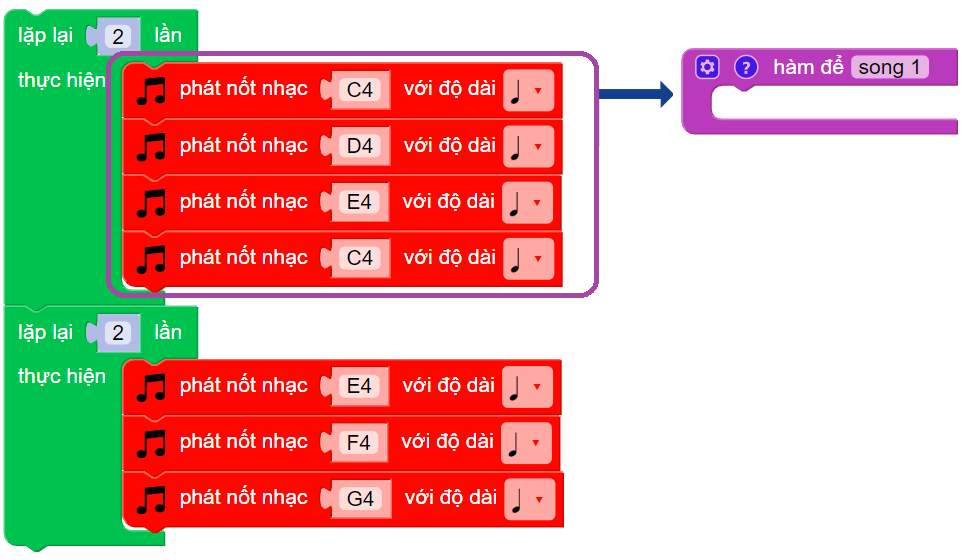 lặp lại 2 lần
thực hiện
phát nốt nhạc C4 với độ dài
phát nốt nhạc D4 với độ dài
phát nốt nhạc E4 với độ dài
phát nốt nhạc C4 với độ dài
lặp lại 2 lần
thực hiện
phát nốt nhạc E4 với độ dài
phát nốt nhạc F4 với độ dài
phát nốt nhạc G4 với độ dài
? hàm để song 1